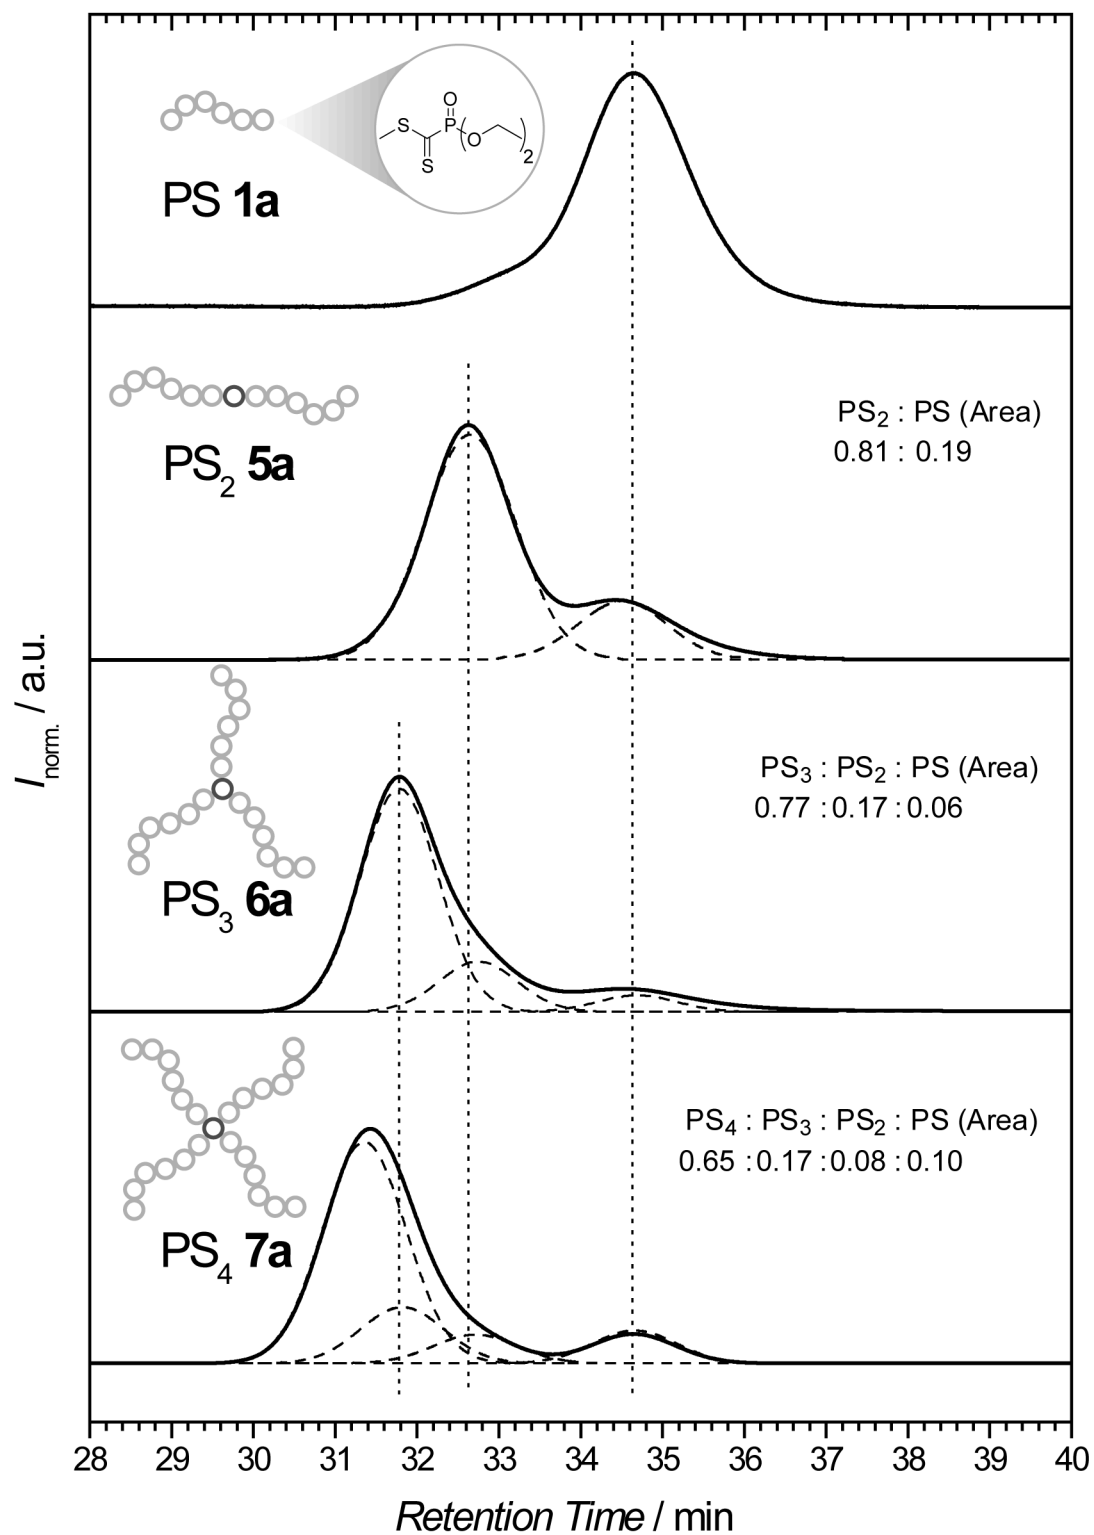 S
O
P
O
2
S
PS 1a
PS₂ 5a
PS₂ : PS (Area)
0.81 : 0.19
PS₃ 6a
PS₃ : PS₂ : PS (Area)
0.77 : 0.17 : 0.06
PS₄ 7a
PS₄ : PS₃ : PS₂ : PS (Area)
0.65 : 0.17 : 0.08 : 0.10
I norm. / a.u.
28 29 30 31 32 33 34 35 36 37 38 39 40
Retention Time / min